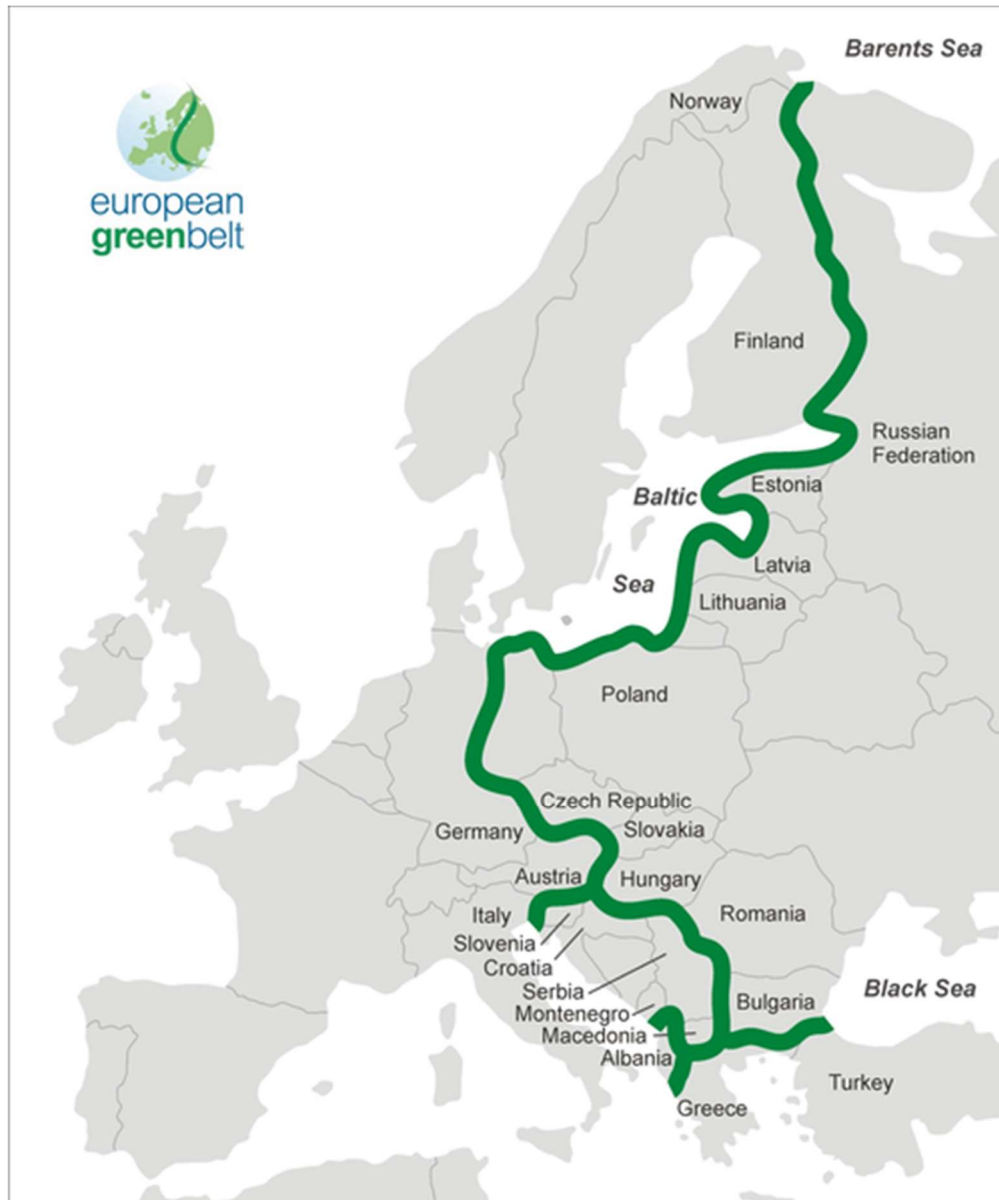 Barents Sea
Norway
european
greenbelt
Finland
Russian
Federation
Baltic
Estonia
Latvia
Sea
Lithuania
Poland
Czech Republic
Germany
Slovakia
Austria
Hungary
Italy
Romania
Slovenia
Croatia
Serbia
Black Sea
Montenegro
Bulgaria
Macedonia
Albania
Turkey
Greece